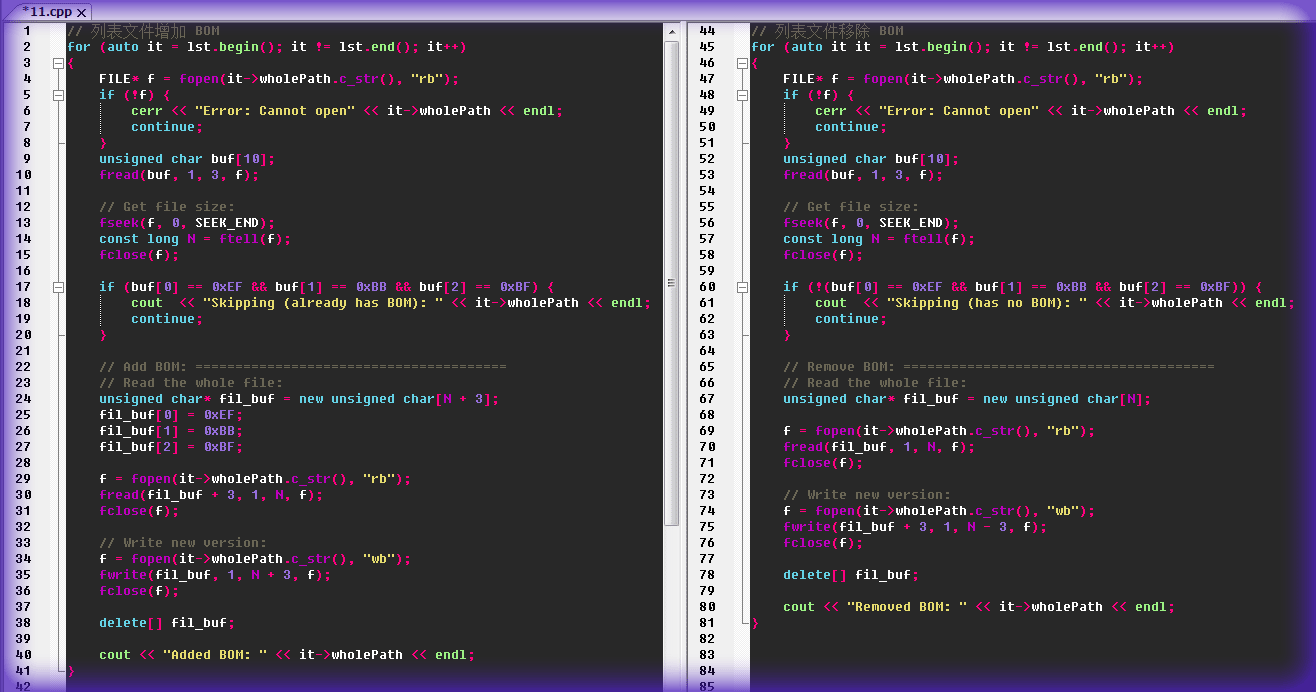 *11.cpp x
1 // 列表文件增加 BOM
2 for (auto it = lst.begin(); it != lst.end(); it++)
3 {
4     FILE* f = fopen(it->wholePath.c_str(), "rb");
5     if (!f) {
6         cerr << "Error: Cannot open" << it->wholePath << endl;
7         continue;
8     }
9     unsigned char buf[10];
10     fread(buf, 1, 3, f);
11
12     // Get file size:
13     fseek(f, 0, SEEK_END);
14     const long N = ftell(f);
15     fclose(f);
16
17     if (buf[0] == 0xEF && buf[1] == 0xBB && buf[2] == 0xBF) {
18         cout  << "Skipping (already has BOM): " << it->wholePath << endl;
19         continue;
20     }
21
22     // Add BOM: =======================================
23     // Read the whole file:
24     unsigned char* fil_buf = new unsigned char[N + 3];
25     fil_buf[0] = 0xEF;
26     fil_buf[1] = 0xBB;
27     fil_buf[2] = 0xBF;
28
29     f = fopen(it->wholePath.c_str(), "rb");
30     fread(fil_buf + 3, 1, N, f);
31     fclose(f);
32
33     // Write new version:
34     f = fopen(it->wholePath.c_str(), "wb");
35     fwrite(fil_buf, 1, N + 3, f);
36     fclose(f);
37
38     delete[] fil_buf;
39
40     cout << "Added BOM: " << it->wholePath << endl;
41 }
42
44 // 列表文件移除 BOM
45 for (auto it it = lst.begin(); it != lst.end(); it++)
46 {
47     FILE* f = fopen(it->wholePath.c_str(), "rb");
48     if (!f) {
49         cerr << "Error: Cannot open" << it->wholePath << endl;
50         continue;
51     }
52     unsigned char buf[10];
53     fread(buf, 1, 3, f);
54
55     // Get file size:
56     fseek(f, 0, SEEK_END);
57     const long N = ftell(f);
58     fclose(f);
59
60     if (!(buf[0] == 0xEF && buf[1] == 0xBB && buf[2] == 0xBF)) {
61         cout  << "Skipping (has no BOM): " << it->wholePath << endl;
62         continue;
63     }
64
65     // Remove BOM: =======================================
66     // Read the whole file:
67     unsigned char* fil_buf = new unsigned char[N];
68
69     f = fopen(it->wholePath.c_str(), "rb");
70     fread(fil_buf, 1, N, f);
71     fclose(f);
72
73     // Write new version:
74     f = fopen(it->wholePath.c_str(), "wb");
75     fwrite(fil_buf + 3, 1, N - 3, f);
76     fclose(f);
77
78     delete[] fil_buf;
79
80     cout << "Removed BOM: " << it->wholePath << endl;
81 }
82
83
84
85